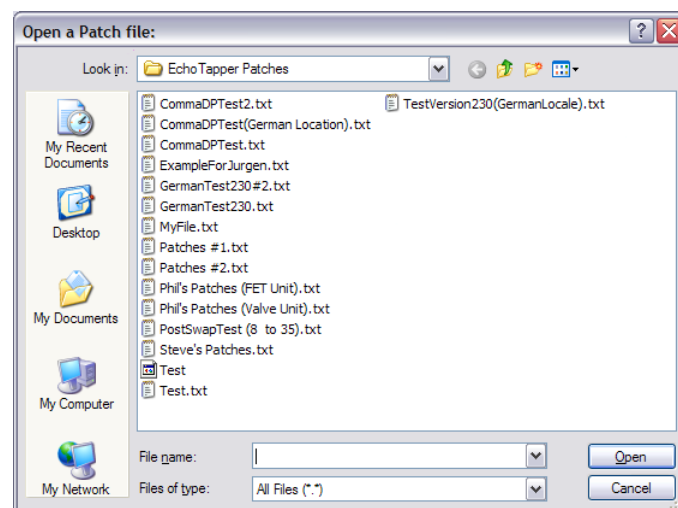 Open a Patch file:
Look in: EchoTapper Patches
CommaDPTest2.txt
CommaDPTest(German Location).txt
CommaDPTest.txt
ExampleForJurgen.txt
GermanTest230#2.txt
GermanTest230.txt
MyFile.txt
Patches #1.txt
Patches #2.txt
Phil's Patches (FET Unit).txt
Phil's Patches (Valve Unit).txt
PostSwapTest (8 to 35).txt
Steve's Patches.txt
Test
Test.txt
TestVersion230(GermanLocale).txt
My Recent
Documents
Desktop
My Documents
My Computer
My Network
File name:
Open
Files of type: All Files (*.*)
Cancel